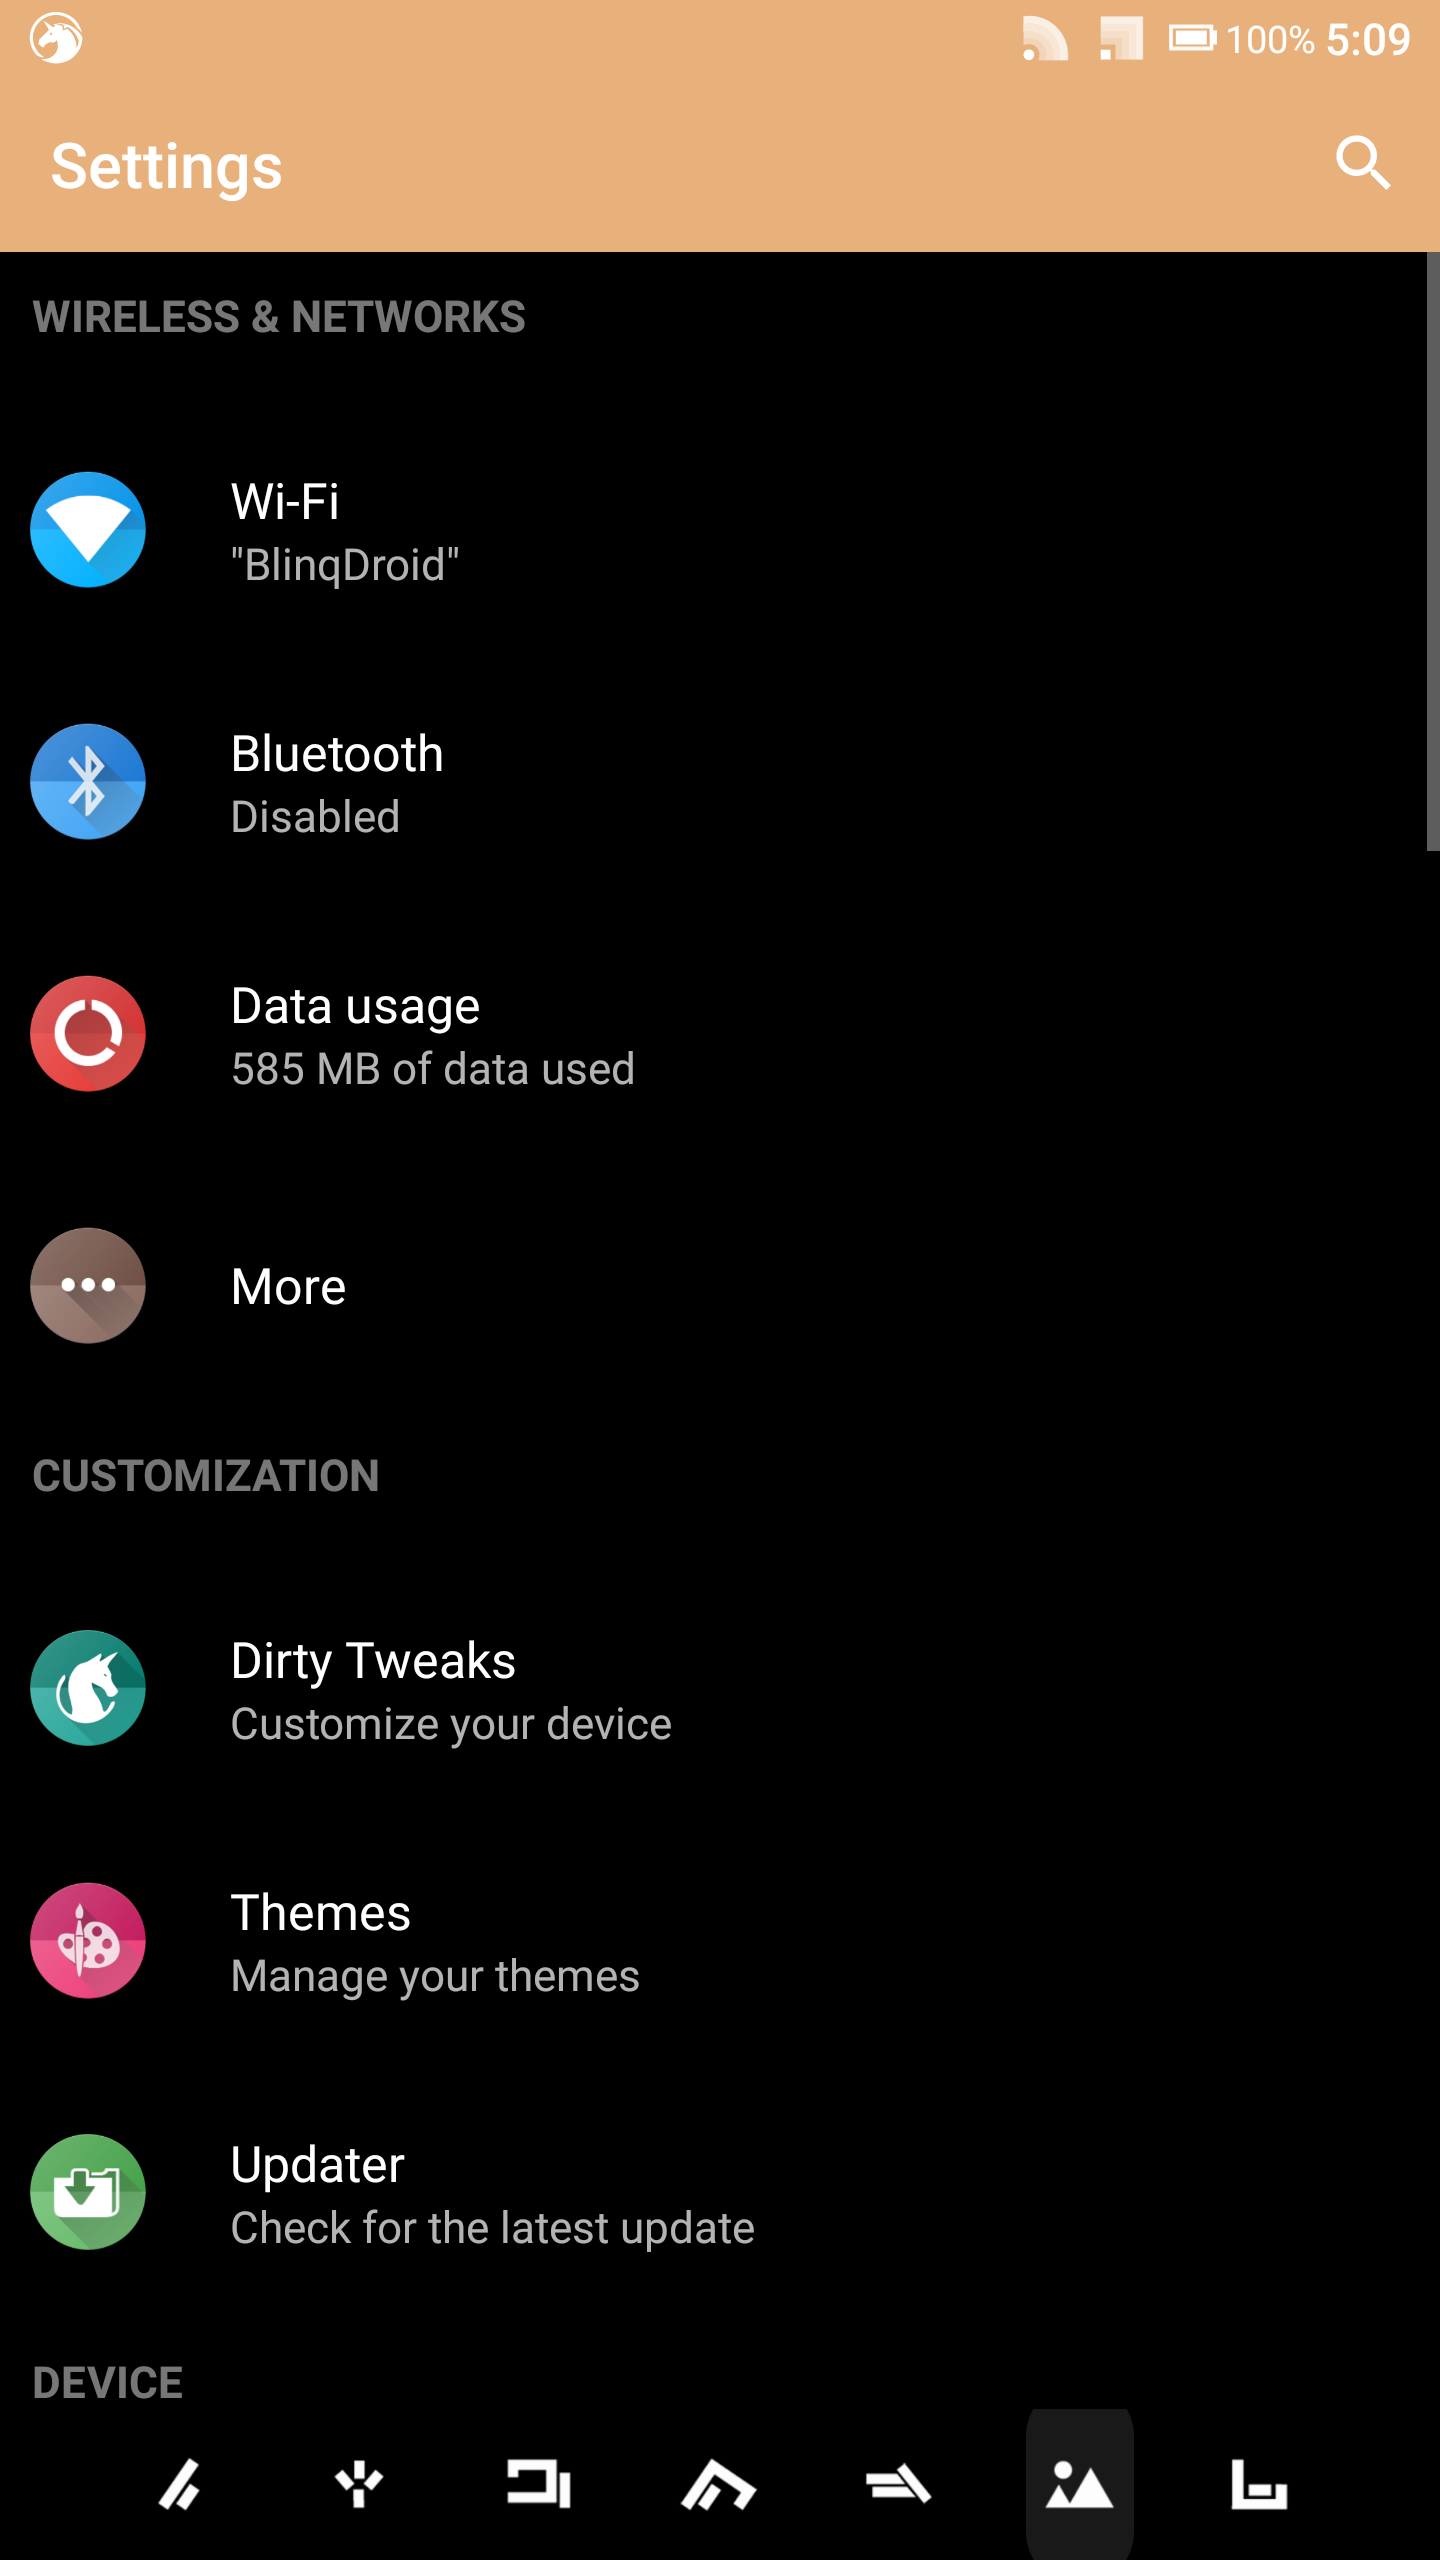 100% 5:09
Settings
WIRELESS & NETWORKS
Wi-Fi
"BlinqDroid"
Bluetooth
Disabled
Data usage
585 MB of data used
More
CUSTOMIZATION
Dirty Tweaks
Customize your device
Themes
Manage your themes
Updater
Check for the latest update
DEVICE